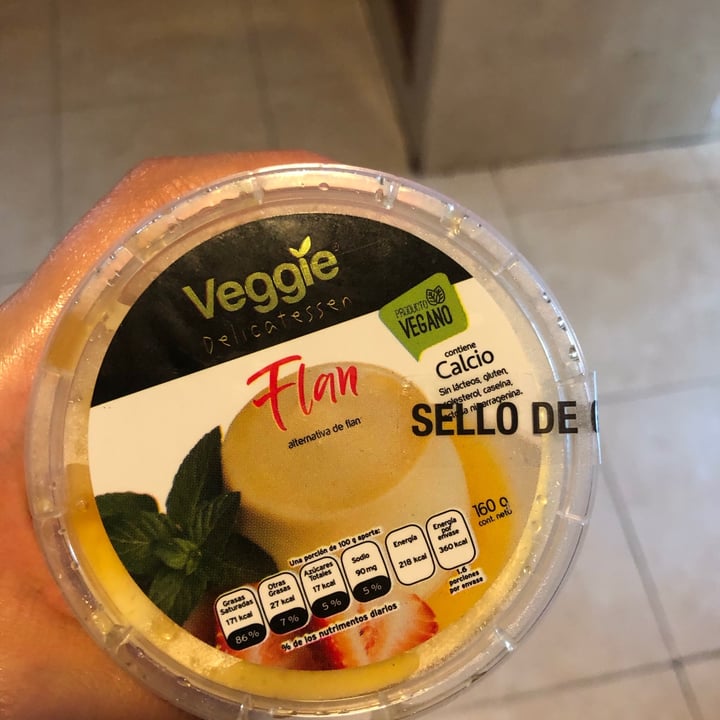 Veggie
Delicatessen
PRODUCTO
VEGANO
contiene
Calcio
Sin lácteos, gluten,
colesterol, caseína,
Flan
alternativa de flan
SELLO DE
160 g
cont. neto
Una porción de 100 g aporta:
Grasas Saturadas
171 kcal
86 %
Otras Grasas
27 kcal
7 %
Azúcares Totales
17 kcal
5 %
Sodio
90 mg
5 %
Energía
218 kcal
Energía por envase
360 kcal
% de los nutrimentos diarios
1.6
porciones
por envase